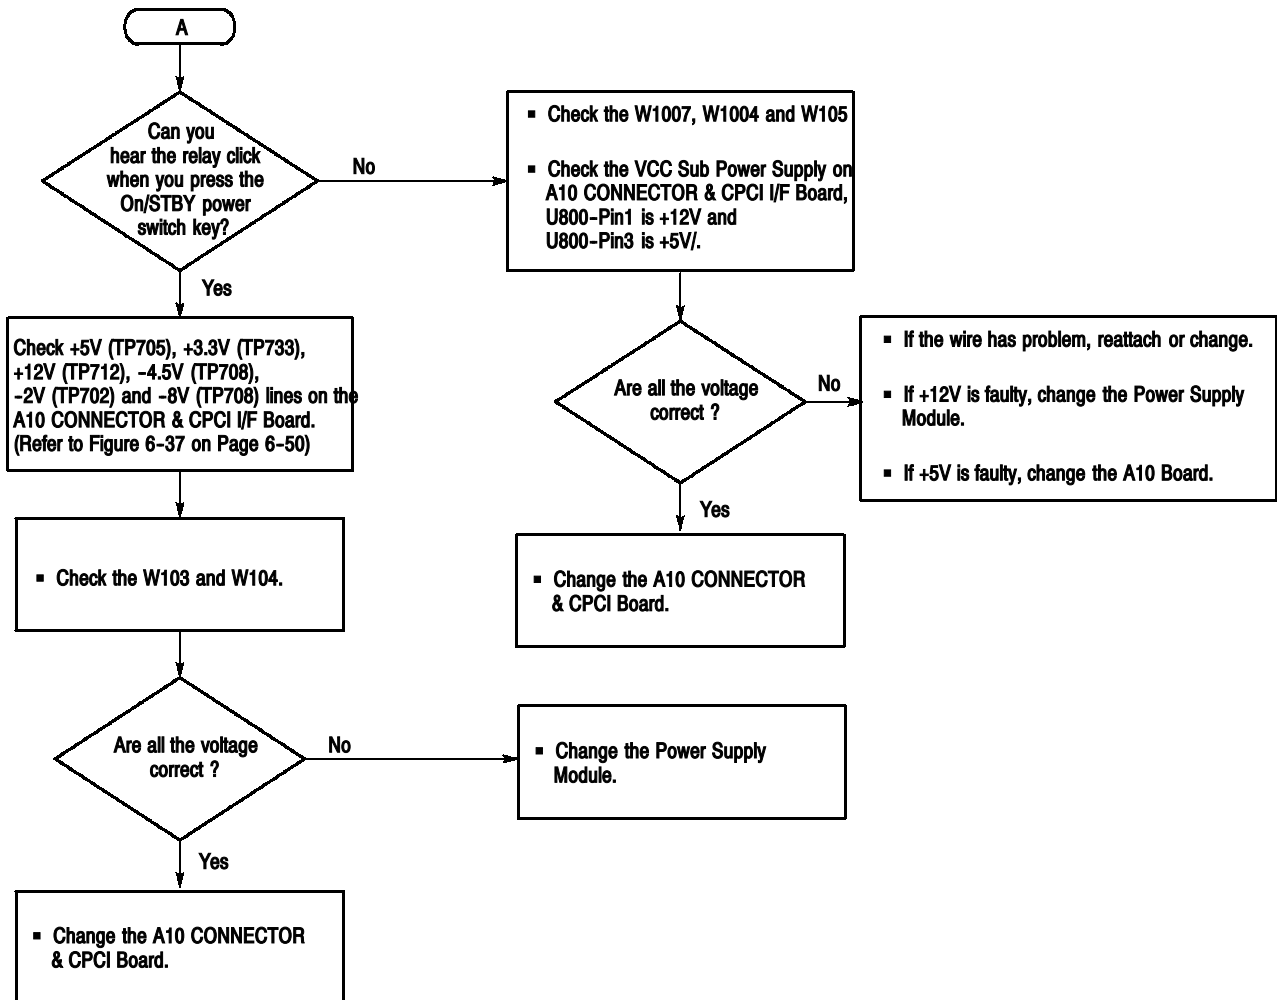 A
Can you
hear the relay click
when you press the
On/STBY power
switch key?
No
Yes
▪ Check the W1007, W1004 and W105
▪ Check the VCC Sub Power Supply on
A10 CONNECTOR & CPCI I/F Board,
U800-Pin1 is +12V and
U800-Pin3 is +5V/.
Check +5V (TP705), +3.3V (TP733),
+12V (TP712), -4.5V (TP708),
-2V (TP702) and -8V (TP708) lines on the
A10 CONNECTOR & CPCI I/F Board.
(Refer to Figure 6-37 on Page 6-50)
Are all the voltage
correct ?
No
Yes
▪ If the wire has problem, reattach or change.
▪ If +12V is faulty, change the Power Supply
Module.
▪ If +5V is faulty, change the A10 Board.
▪ Check the W103 and W104.
▪ Change the A10 CONNECTOR
& CPCI Board.
Are all the voltage
correct ?
No
Yes
▪ Change the Power Supply
Module.
▪ Change the A10 CONNECTOR
& CPCI Board.